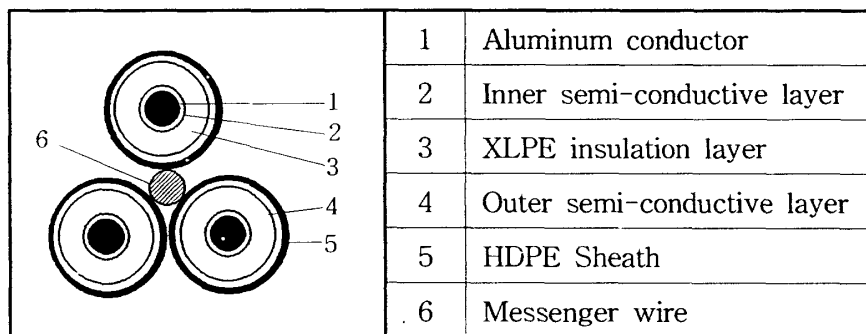 1
2
3
4
5
6
1 Aluminum conductor
2 Inner semi-conductive layer
3 XLPE insulation layer
4 Outer semi-conductive layer
5 HDPE Sheath
6 Messenger wire